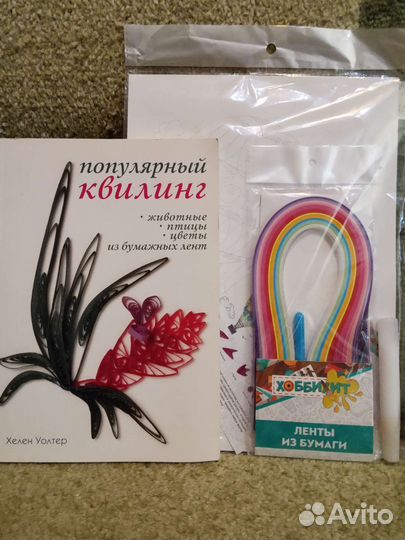 популярный
квилинг
• животные
• птицы
• цветы
из бумажных лент
Хелен Уолтер
ХОББИХИТ
ЛЕНТЫ
ИЗ БУМАГИ
Avito